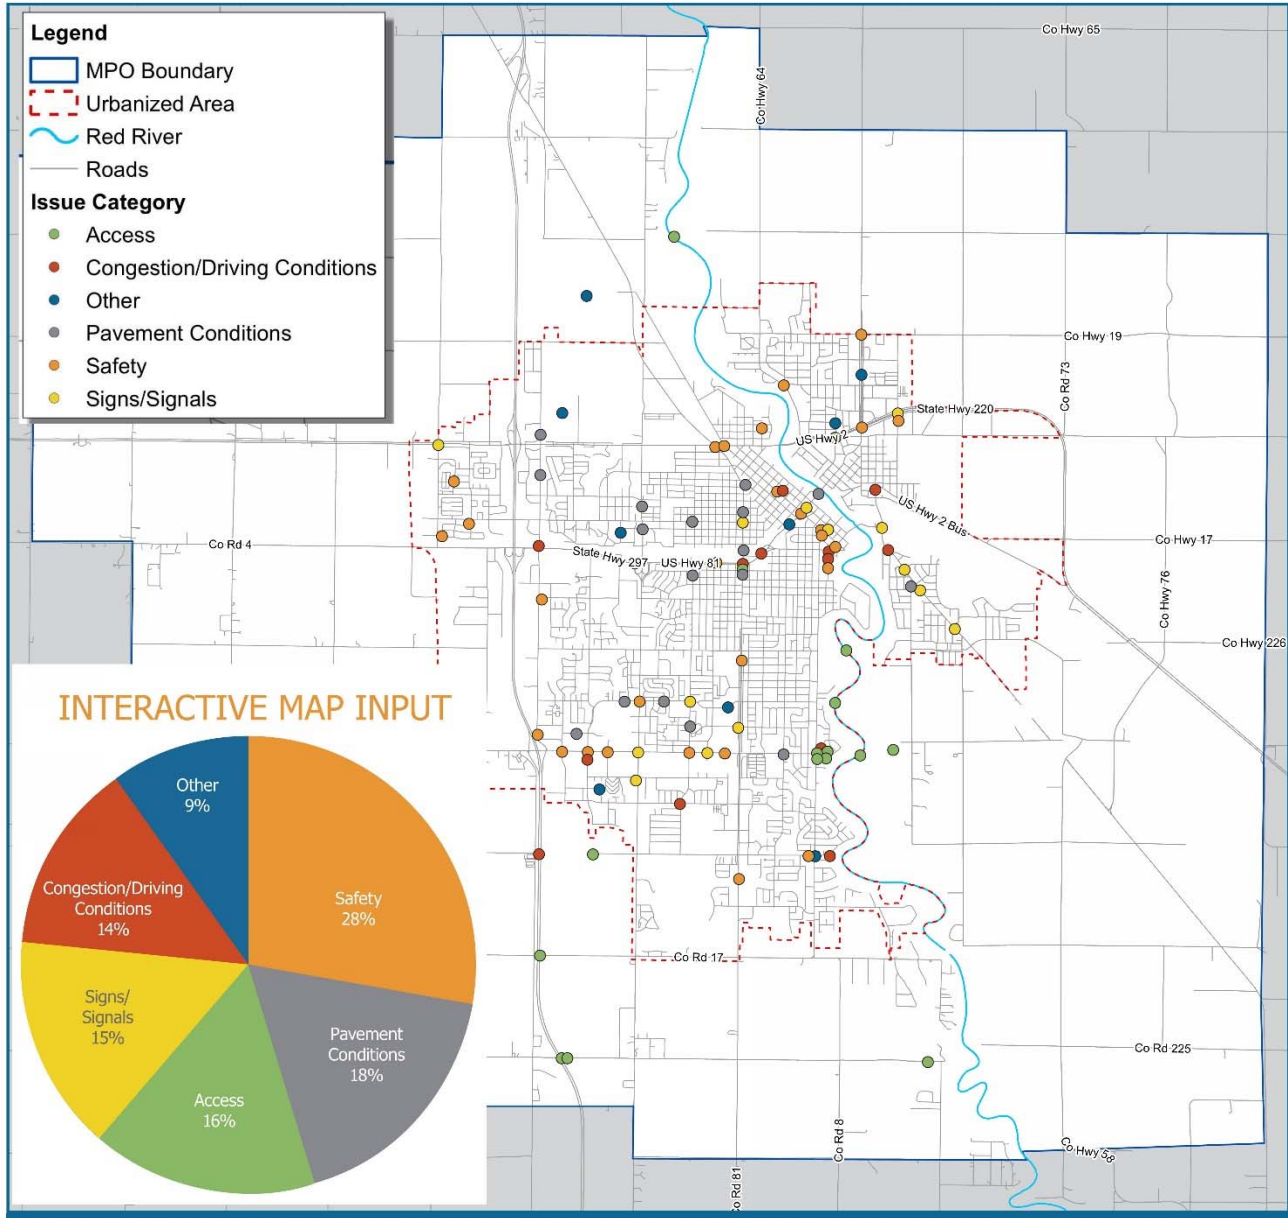 Legend
MPO Boundary
Urbanized Area
Red River
Roads
Issue Category
Access
Congestion/Driving Conditions
Other
Pavement Conditions
Safety
Signs/Signals
Co Hwy 65
Co Hwy 64
Co Hwy 19
Co Rd 73
State Hwy 220
US Hwy 2
US Hwy 2 Bus
Co Hwy 17
Co Rd 4
State Hwy 297
US Hwy 81
Co Hwy 76
Co Hwy 226
INTERACTIVE MAP INPUT
Other
9%
Safety
28%
Congestion/Driving
Conditions
14%
Signs/
Signals
15%
Pavement
Conditions
18%
Access
16%
Co Rd 17
Co Rd 225
Co Rd 8
Co Hwy 58
Co Rd 81